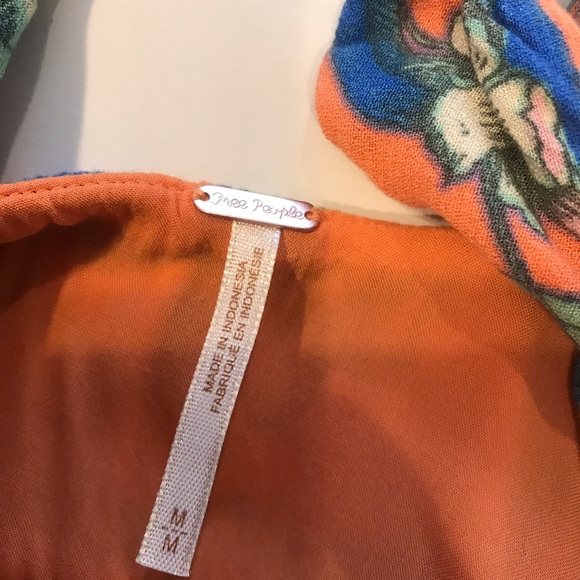 Free People
MADE IN INDONESIA
FABRIQUÉ EN INDONÉSIE
M
M